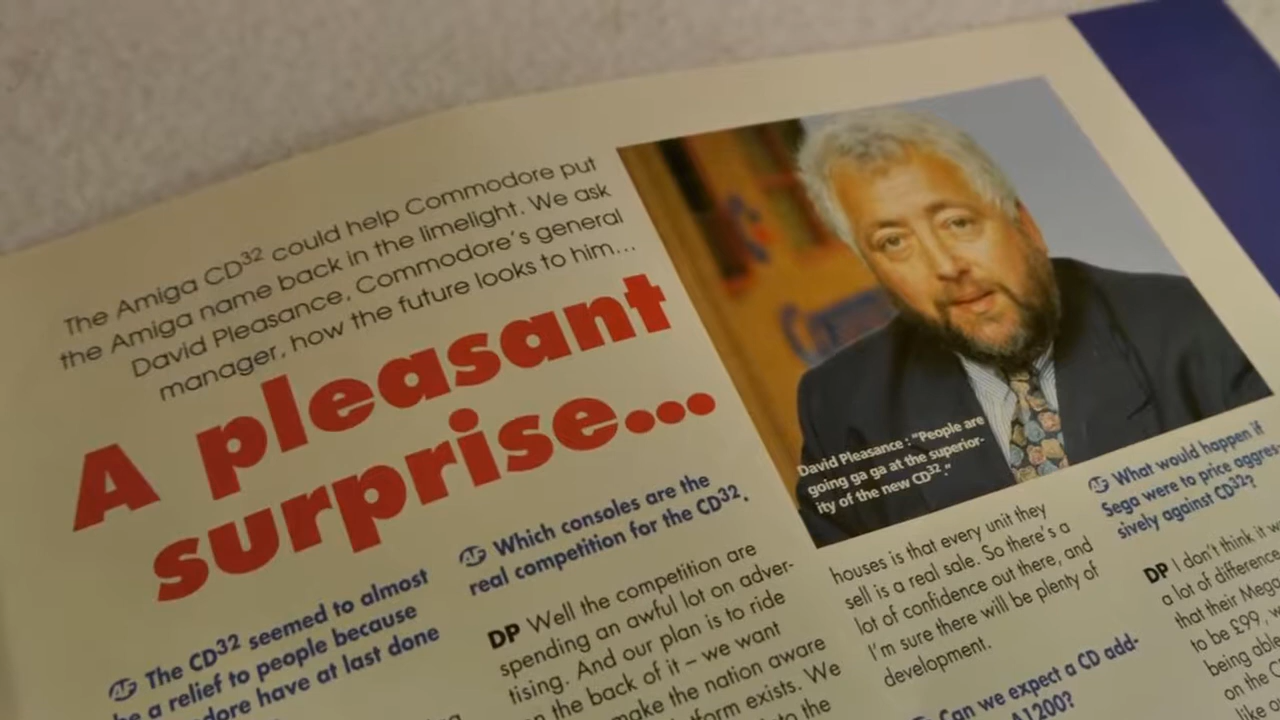 The Amiga CD32 could help Commodore put
the Amiga name back in the limelight. We ask
David Pleasance, Commodore's general
manager, how the future looks to him...
A pleasant
surprise...
David Pleasance : "People are
going ga ga at the superior-
ity of the new CD32."
AF The CD32 seemed to almost
be a relief to people because
have at last done
AF Which consoles are the
real competition for the CD32.
DP Well the competition are
spending an awful lot on adver-
tising. And our plan is to ride
on the back of it – we want
make the nation aware
exists. We
the
houses is that every unit they
sell is a real sale. So there's a
lot of confidence out there, and
I'm sure there will be plenty of
development.
Can we expect a CD add-
A1200?
AF What would happen if
Sega were to price aggres-
sively against CD32?
DP I don't think it
a lot of difference
that their
to be £99,
being able
on the
like